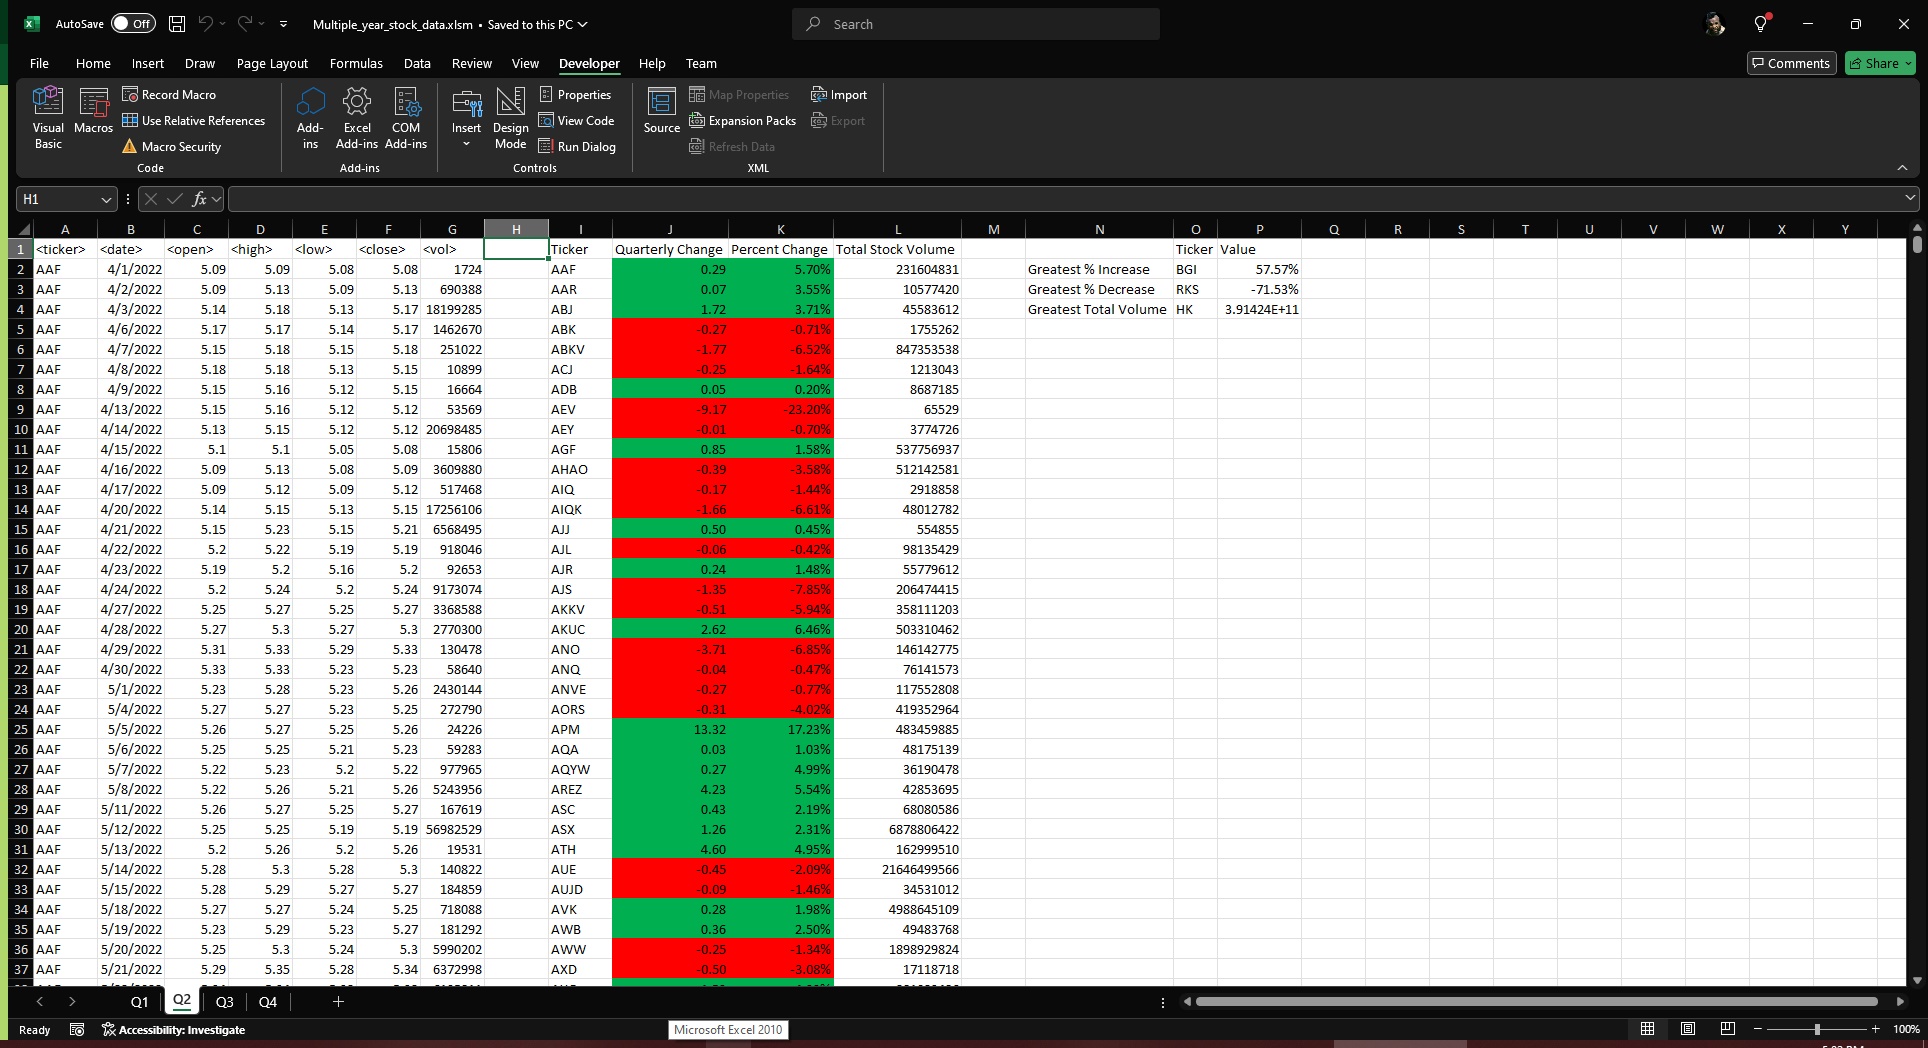 AutoSave Off Multiple_year_stock_data.xlsm • Saved to this PC Search
File Home Insert Draw Page Layout Formulas Data Review View Developer Help Team Comments Share
Visual Basic
Macros
Record Macro
Use Relative References
Macro Security
Code
Add-ins
Excel Add-ins
COM Add-ins
Add-ins
Insert
Design Mode
Properties
View Code
Run Dialog
Controls
Source
Map Properties
Expansion Packs
Refresh Data
Import
Export
XML
H1 fx
A B C D E F G H I J K L M N O P Q R S T U V W X Y
1 <ticker> <date> <open> <high> <low> <close> <vol> Ticker Quarterly Change Percent Change Total Stock Volume Ticker Value
2 AAF 4/1/2022 5.09 5.09 5.08 5.08 1724 AAF 0.29 5.70% 231604831 Greatest % Increase BGI 57.57%
3 AAF 4/2/2022 5.09 5.13 5.09 5.13 690388 AAR 0.07 3.55% 10577420 Greatest % Decrease RKS -71.53%
4 AAF 4/3/2022 5.14 5.18 5.13 5.17 18199285 ABJ 1.72 3.71% 45583612 Greatest Total Volume HK 3.91424E+11
5 AAF 4/6/2022 5.17 5.17 5.14 5.17 1462670 ABK -0.27 -0.71% 1755262
6 AAF 4/7/2022 5.15 5.18 5.15 5.18 251022 ABKV -1.77 -6.52% 847353538
7 AAF 4/8/2022 5.18 5.18 5.13 5.15 10899 ACJ -0.25 -1.64% 1213043
8 AAF 4/9/2022 5.15 5.16 5.12 5.15 16664 ADB 0.05 0.20% 8687185
9 AAF 4/13/2022 5.15 5.16 5.12 5.12 53569 AEV -9.17 -23.20% 65529
10 AAF 4/14/2022 5.13 5.15 5.12 5.12 20698485 AEY -0.01 -0.70% 3774726
11 AAF 4/15/2022 5.1 5.1 5.05 5.08 15806 AGF 0.85 1.58% 537756937
12 AAF 4/16/2022 5.09 5.13 5.08 5.09 3609880 AHAO -0.39 -3.58% 512142581
13 AAF 4/17/2022 5.09 5.12 5.09 5.12 517468 AIQ -0.17 -1.44% 2918858
14 AAF 4/20/2022 5.14 5.15 5.13 5.15 17256106 AIQK -1.66 -6.61% 48012782
15 AAF 4/21/2022 5.15 5.23 5.15 5.21 6568495 AJJ 0.50 0.45% 554855
16 AAF 4/22/2022 5.2 5.22 5.19 5.19 918046 AJL -0.06 -0.42% 98135429
17 AAF 4/23/2022 5.19 5.2 5.16 5.2 92653 AJR 0.24 1.48% 55779612
18 AAF 4/24/2022 5.2 5.24 5.2 5.24 9173074 AJS -1.35 -7.85% 206474415
19 AAF 4/27/2022 5.25 5.27 5.25 5.27 3368588 AKKV -0.51 -5.94% 358111203
20 AAF 4/28/2022 5.27 5.3 5.27 5.3 2770300 AKUC 2.62 6.46% 503310462
21 AAF 4/29/2022 5.31 5.33 5.29 5.33 130478 ANO -3.71 -6.85% 146142775
22 AAF 4/30/2022 5.33 5.33 5.23 5.23 58640 ANQ -0.04 -0.47% 76141573
23 AAF 5/1/2022 5.23 5.28 5.23 5.26 2430144 ANVE -0.27 -0.77% 117552808
24 AAF 5/4/2022 5.27 5.27 5.23 5.25 272790 AORS -0.31 -4.02% 419352964
25 AAF 5/5/2022 5.26 5.27 5.25 5.26 24226 APM 13.32 17.23% 483459885
26 AAF 5/6/2022 5.25 5.25 5.21 5.23 59283 AQA 0.03 1.03% 48175139
27 AAF 5/7/2022 5.22 5.23 5.2 5.22 977965 AQYW 0.27 4.99% 36190478
28 AAF 5/8/2022 5.22 5.26 5.21 5.26 5243956 AREZ 4.23 5.54% 42853695
29 AAF 5/11/2022 5.26 5.27 5.25 5.27 167619 ASC 0.43 2.19% 68080586
30 AAF 5/12/2022 5.25 5.25 5.19 5.19 56982529 ASX 1.26 2.31% 6878806422
31 AAF 5/13/2022 5.2 5.26 5.2 5.26 19531 ATH 4.60 4.95% 162999510
32 AAF 5/14/2022 5.28 5.3 5.28 5.3 140822 AUE -0.45 -2.09% 21646499566
33 AAF 5/15/2022 5.28 5.29 5.27 5.27 184859 AUJD -0.09 -1.46% 34531012
34 AAF 5/18/2022 5.27 5.27 5.24 5.25 718088 AVK 0.28 1.98% 4988645109
35 AAF 5/19/2022 5.23 5.29 5.23 5.27 181292 AWB 0.36 2.50% 49483768
36 AAF 5/20/2022 5.25 5.3 5.24 5.3 5990202 AWW -0.25 -1.34% 1898929824
37 AAF 5/21/2022 5.29 5.35 5.28 5.34 6372998 AXD -0.50 -3.08% 17118718
Q1 Q2 Q3 Q4
Ready Accessibility: Investigate Microsoft Excel 2010 100%